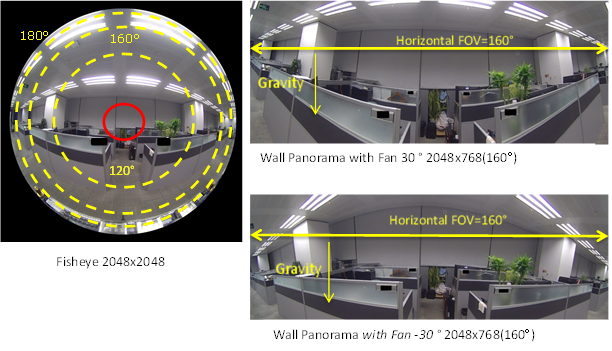 180°
160°
120°
Fisheye 2048x2048
Horizontal FOV=160°
Gravity
Wall Panorama with Fan 30 ° 2048x768(160°)
Horizontal FOV=160°
Gravity
Wall Panorama with Fan -30 ° 2048x768(160°)